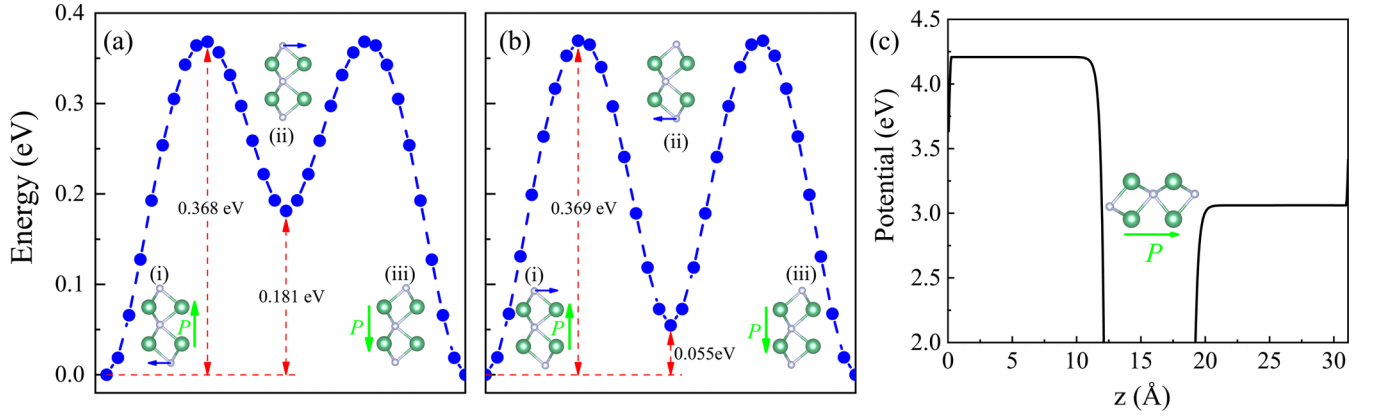 (a)
Energy (eV)
0.4
0.3
0.2
0.1
0.0
0.368 eV
0.181 eV
(i)
P
(ii)
(iii)
P
(b)
0.369 eV
0.055eV
(i)
P
(ii)
(iii)
P
(c)
Potential (eV)
4.5
4.0
3.5
3.0
2.5
2.0
P
0 5 10 15 20 25 30
z (Å)